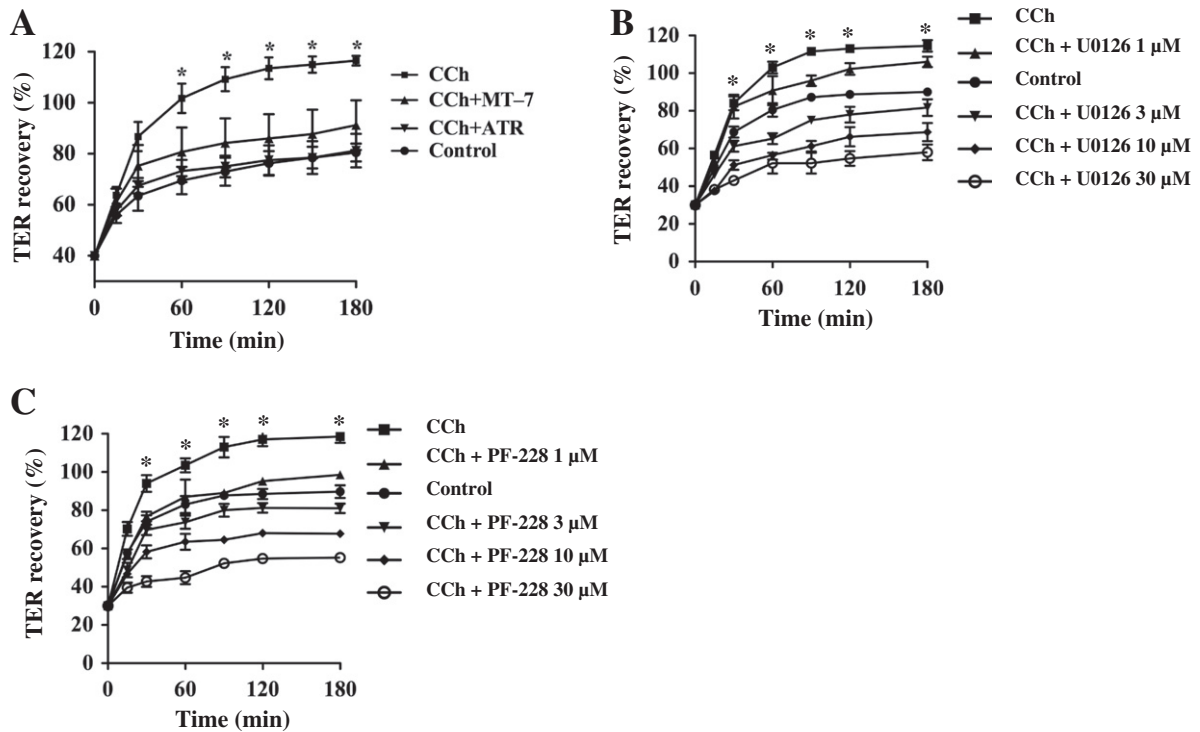 A
TER recovery (%)
120
100
80
60
40
0 60 120 180
Time (min)
* * * * *
CCh
CCh+MT–7
CCh+ATR
Control
B
TER recovery (%)
120
100
80
60
40
20
0
0 60 120 180
Time (min)
* * * * *
CCh
CCh + U0126 1 µM
Control
CCh + U0126 3 µM
CCh + U0126 10 µM
CCh + U0126 30 µM
C
TER recovery (%)
120
100
80
60
40
20
0
0 60 120 180
Time (min)
* * * * *
CCh
CCh + PF-228 1 µM
Control
CCh + PF-228 3 µM
CCh + PF-228 10 µM
CCh + PF-228 30 µM